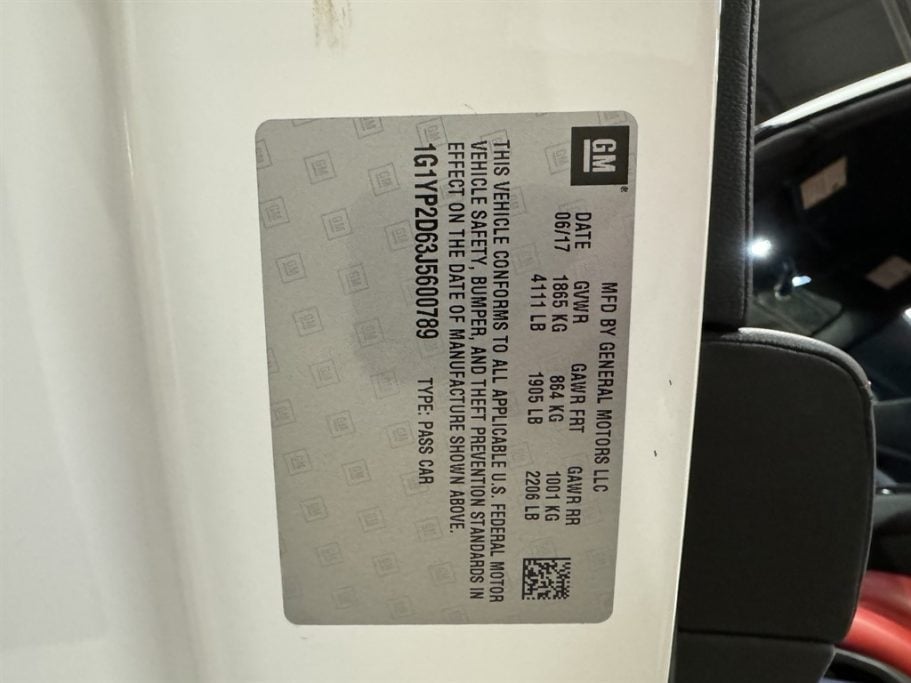 GM
MFD BY GENERAL MOTORS LLC
DATE GVWR GAWR FRT GAWR RR
06/17 1865 KG 864 KG 1001 KG
4111 LB 1905 LB 2206 LB
THIS VEHICLE CONFORMS TO ALL APPLICABLE U.S. FEDERAL MOTOR
VEHICLE SAFETY, BUMPER, AND THEFT PREVENTION STANDARDS IN
EFFECT ON THE DATE OF MANUFACTURE SHOWN ABOVE.
1G1YP2D63J5600789 TYPE: PASS CAR